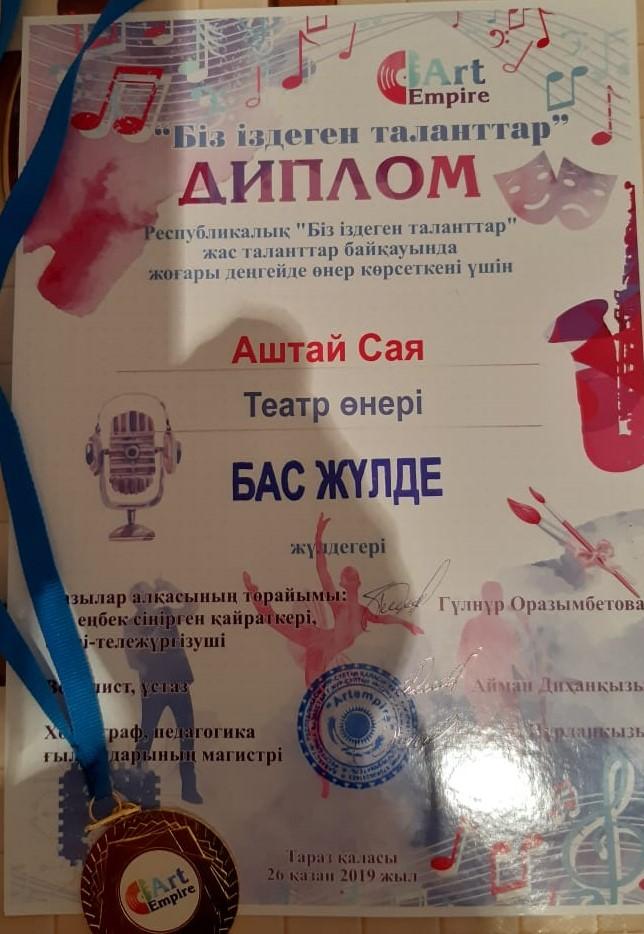 Art
Empire
"Біз іздеген таланттар"
ДИПЛОМ
Республикалық "Біз іздеген таланттар"
жас таланттар байқауында
жоғары деңгейде өнер көрсеткені үшін
Аштай Сая
Театр өнері
БАС ЖҮЛДЕ
жүлдегері
төрайымы: алқасының
еңбек сіңірген қайраткері,
Гүлнұр Оразымбетова
ұстаз
Айман Диханқызы
педагогика
магистрі
"Artempire"
Тараз қаласы
26 қазан 2019 жыл
Art
Empire